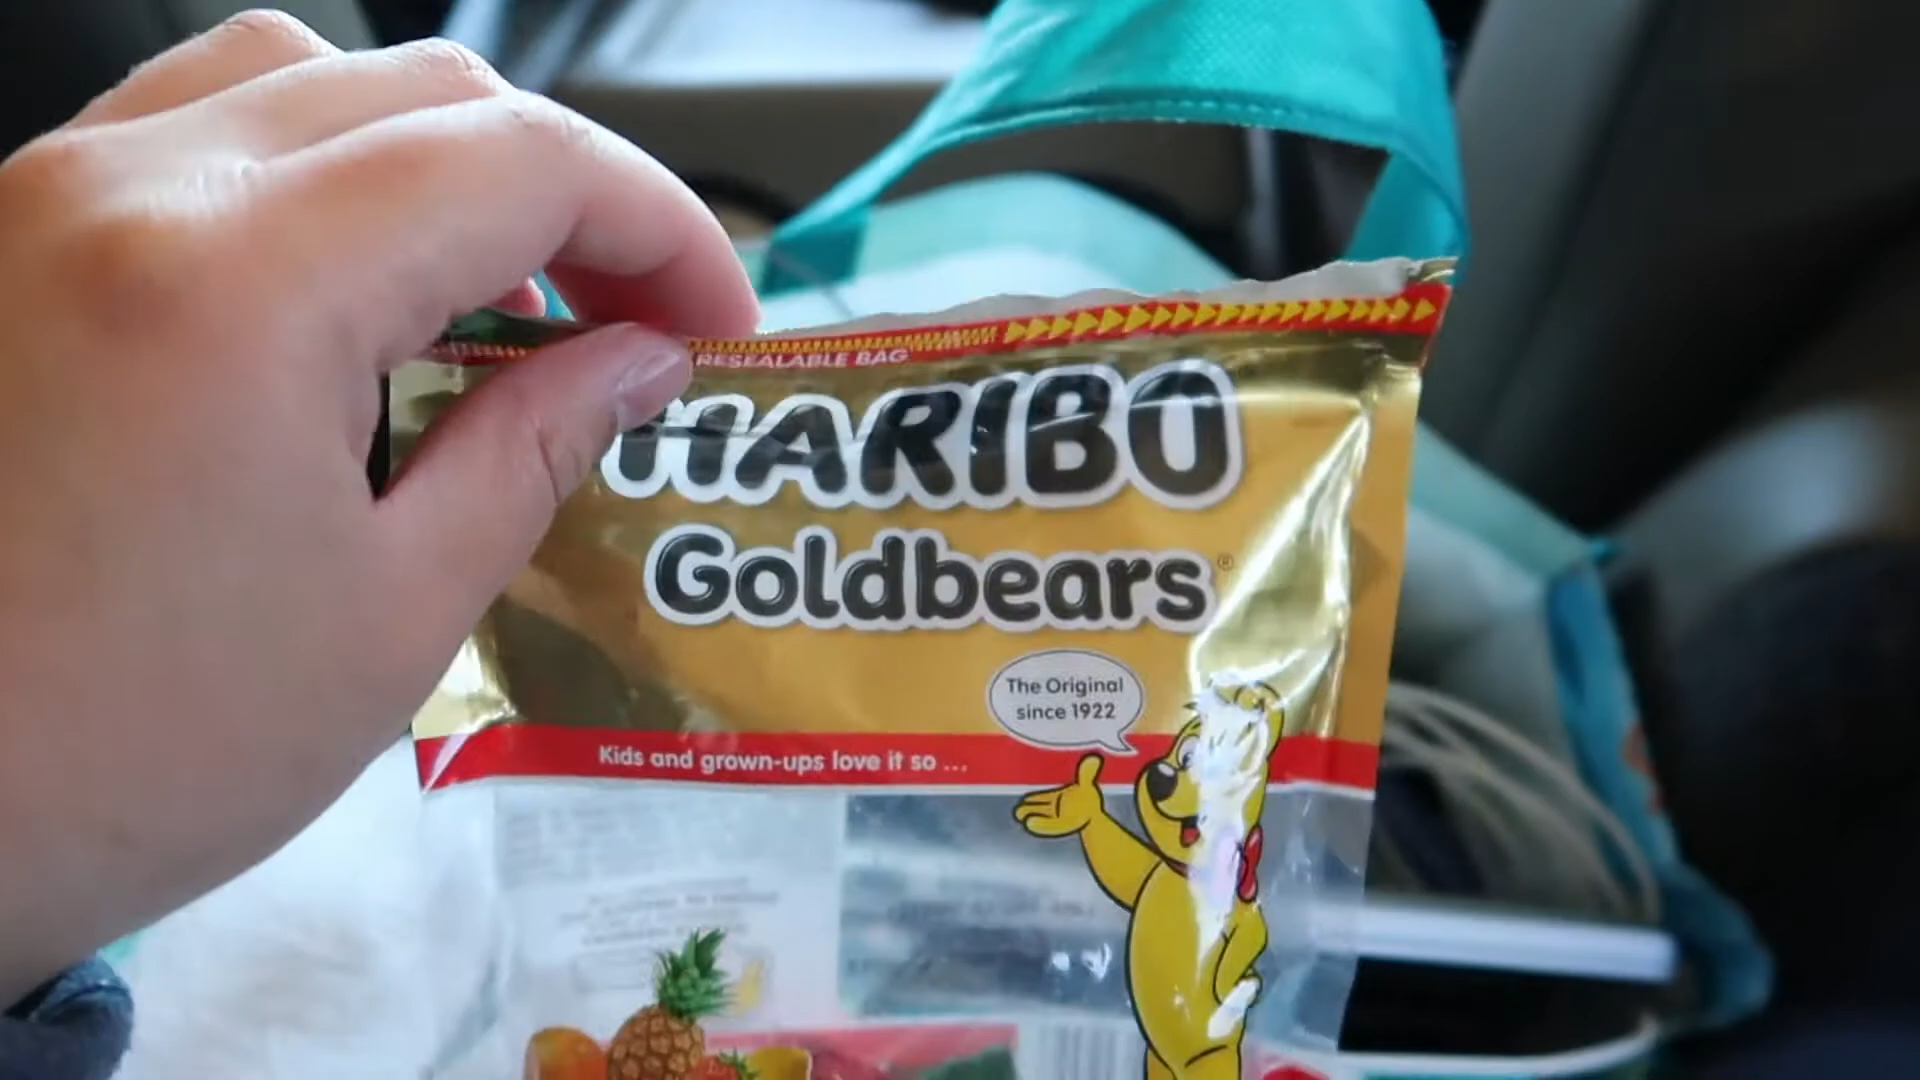 RESEALABLE BAG
HARIBO
Goldbears®
The Original
since 1922
Kids and grown-ups love it so ...